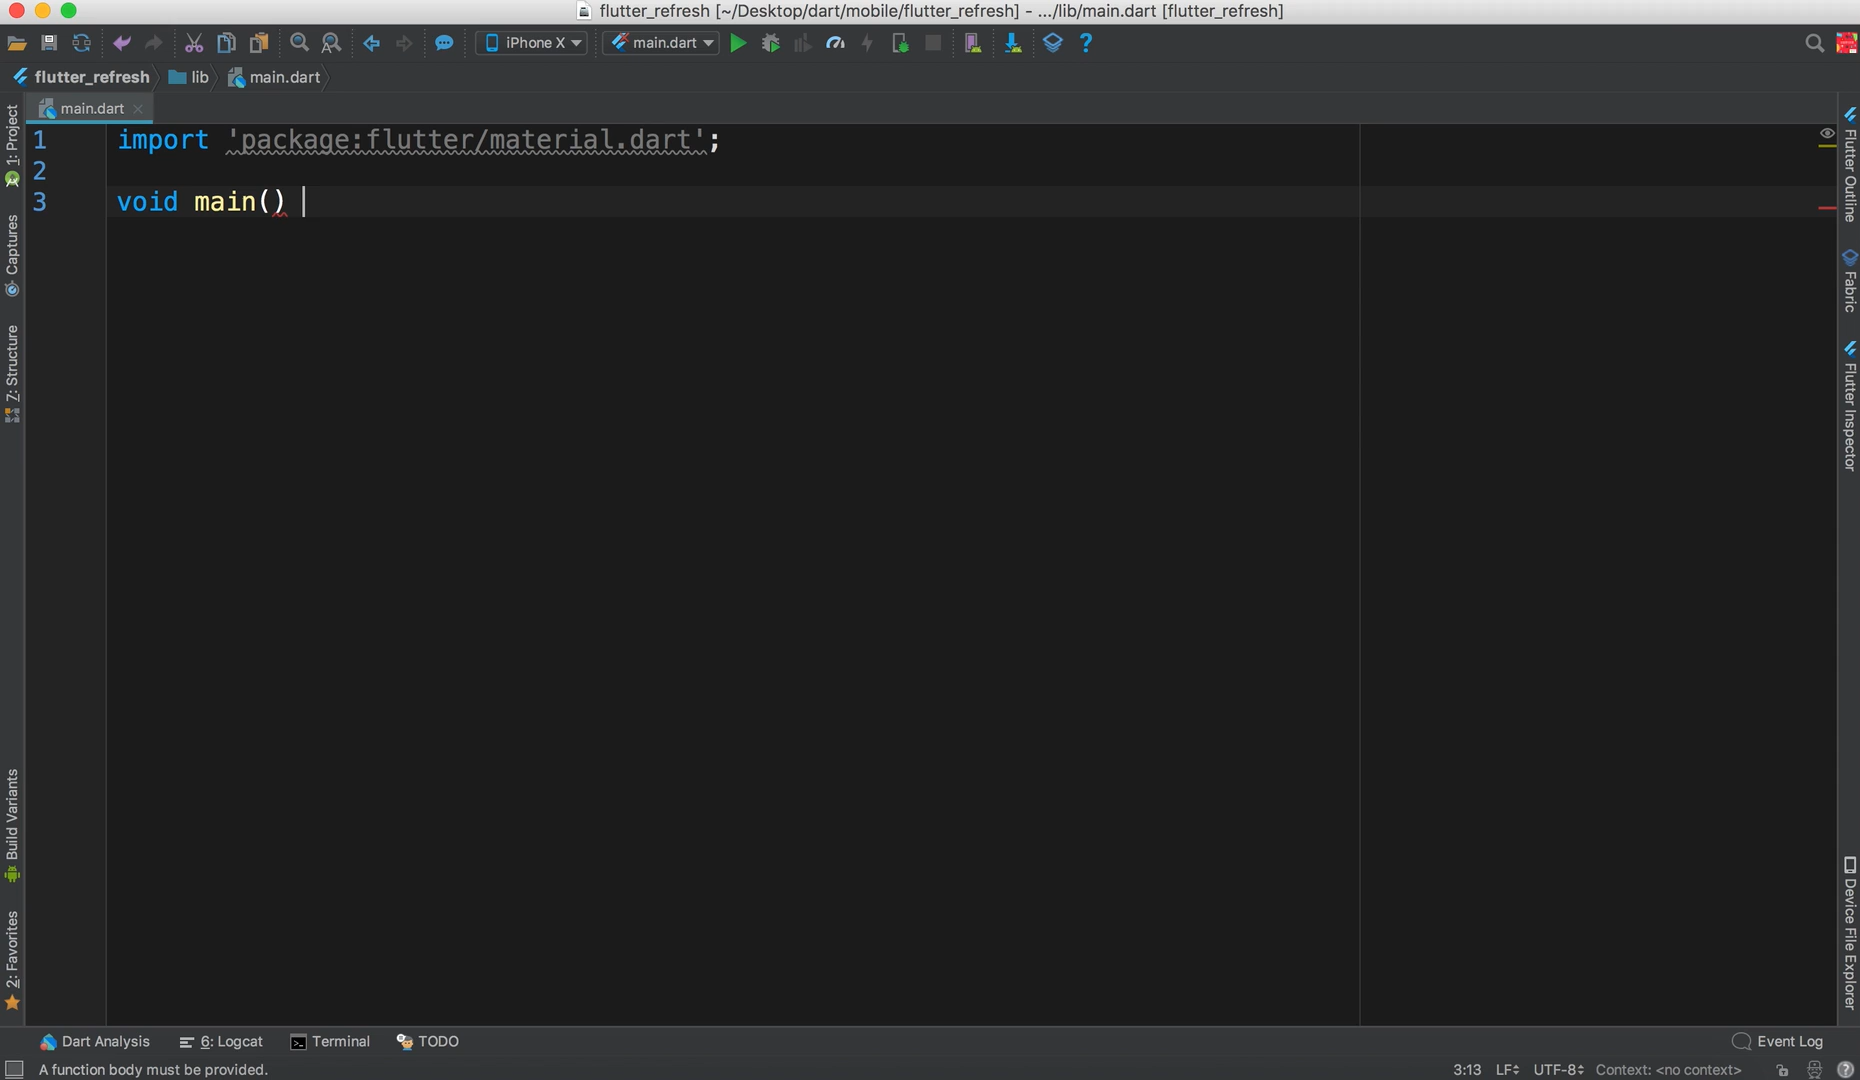 flutter_refresh [~/Desktop/dart/mobile/flutter_refresh] - .../lib/main.dart [flutter_refresh]
iPhone X main.dart ?
flutter_refresh lib main.dart
main.dart
1 import 'package:flutter/material.dart';
2
3 void main()
1: Project
Captures
Z: Structure
Build Variants
2: Favorites
Flutter Outline
Fabric
Flutter Inspector
Device File Explorer
Dart Analysis 6: Logcat Terminal TODO Event Log
A function body must be provided. 3:13 LF UTF-8 Context: <no context>